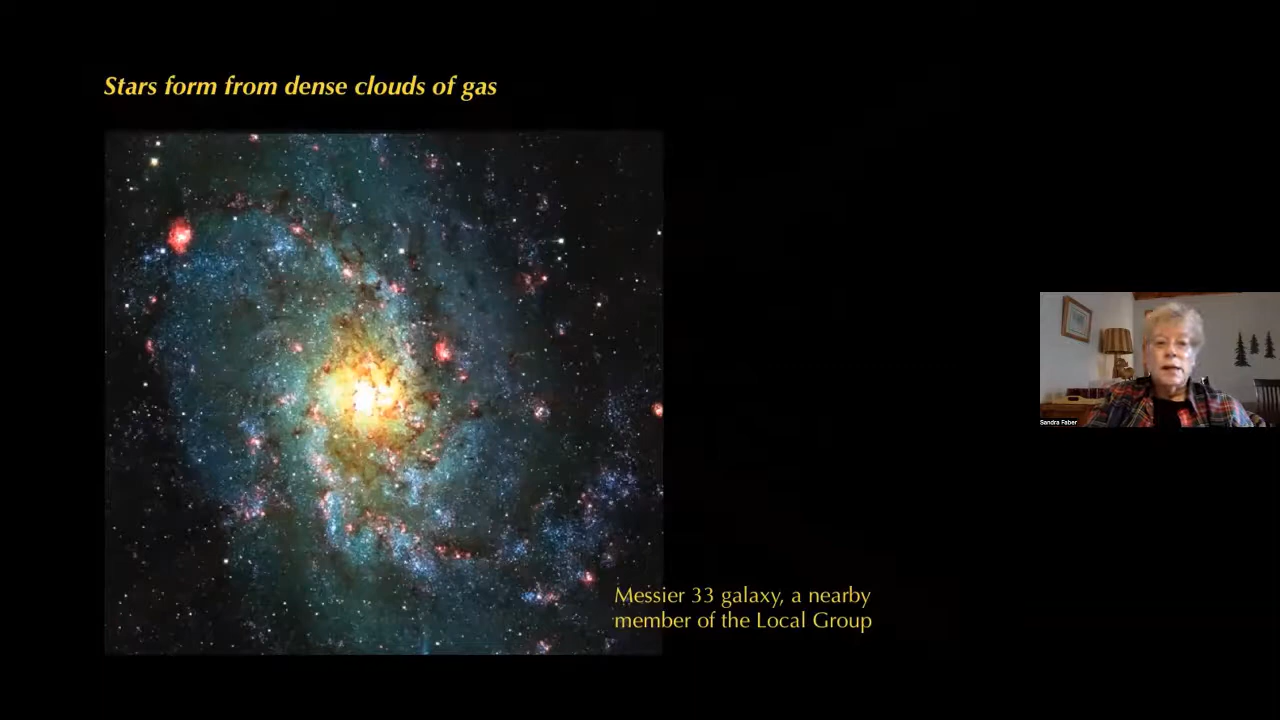 Stars form from dense clouds of gas
Messier 33 galaxy, a nearby
member of the Local Group
Sandra Faber